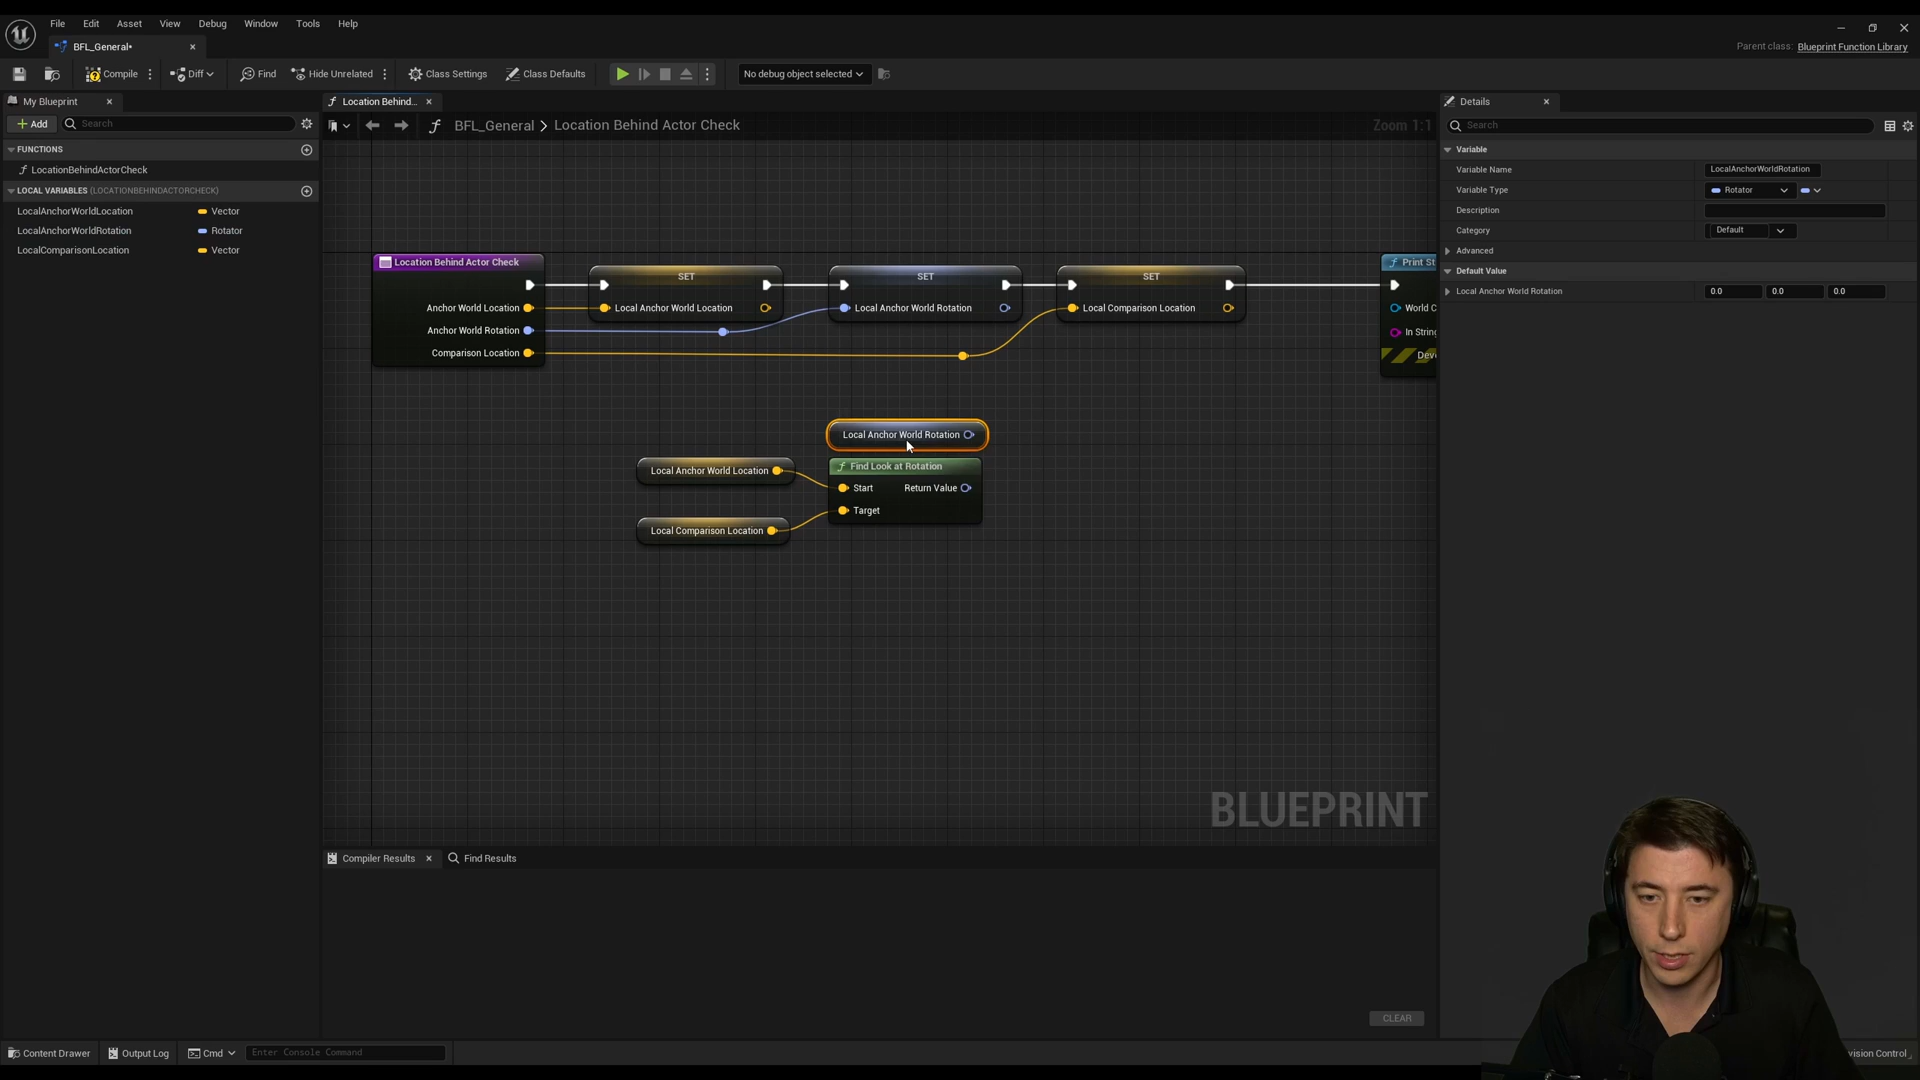 File Edit Asset View Debug Window Tools Help
BFL_General•
Parent class: Blueprint Function Library
Compile Diff Find Hide Unrelated Class Settings Class Defaults No debug object selected
My Blueprint
Location Behind...
Details
Add Search
BFL_General > Location Behind Actor Check
Zoom 1:1
Search
FUNCTIONS
LocationBehindActorCheck
LOCAL VARIABLES (LOCATIONBEHINDACTORCHECK)
LocalAnchorWorldLocation Vector
LocalAnchorWorldRotation Rotator
LocalComparisonLocation Vector
Variable
Variable Name LocalAnchorWorldRotation
Variable Type Rotator
Description
Category Default
Advanced
Default Value
Local Anchor World Rotation 0.0 0.0 0.0
Location Behind Actor Check
Anchor World Location
Anchor World Rotation
Comparison Location
SET
Local Anchor World Location
SET
Local Anchor World Rotation
SET
Local Comparison Location
Print St
World C
In String
Deve
Local Anchor World Rotation
Local Anchor World Location
Find Look at Rotation
Start Return Value
Target
Local Comparison Location
BLUEPRINT
Compiler Results Find Results
CLEAR
Content Drawer Output Log Cmd Enter Console Command
vision Control